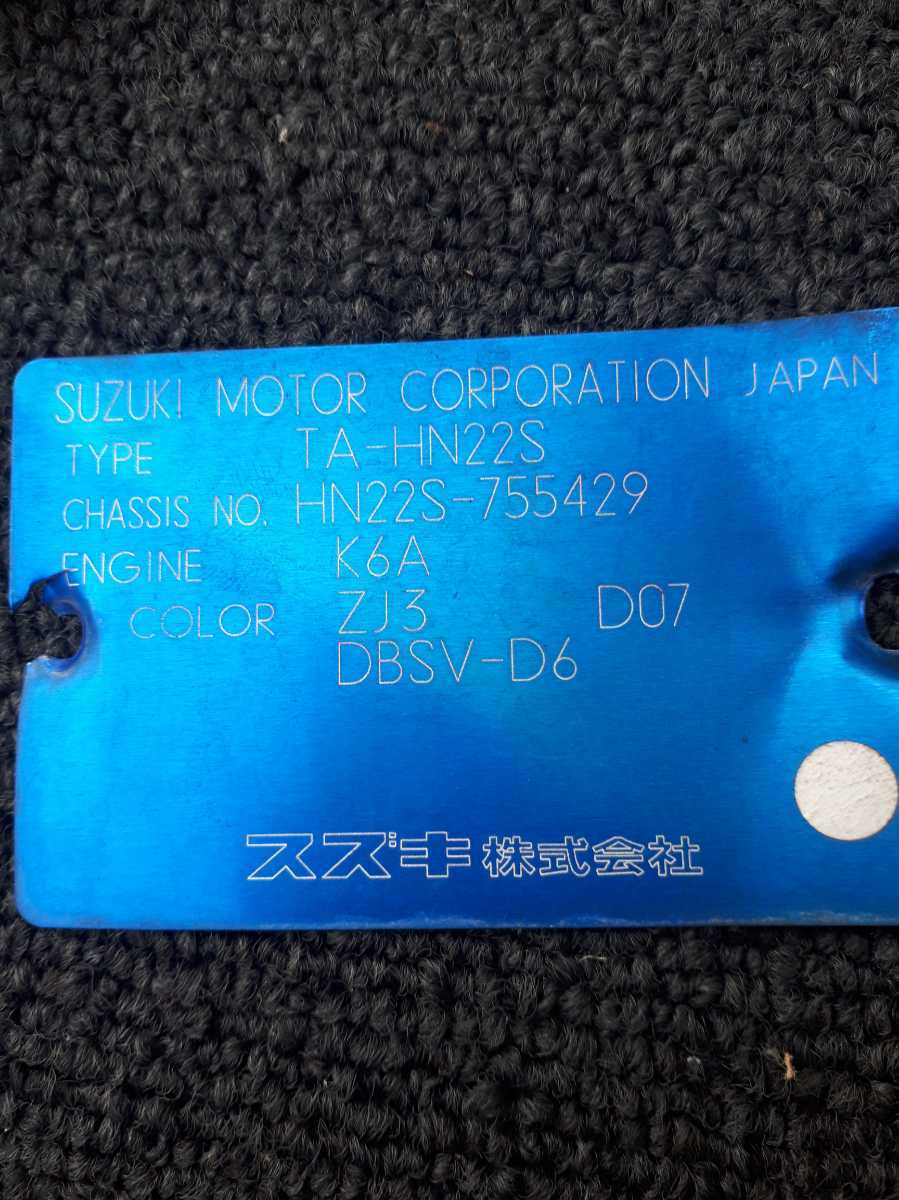 SUZUKI MOTOR CORPORATION JAPAN
TYPE TA-HN22S
CHASSIS NO. HN22S-755429
ENGINE K6A
COLOR ZJ3 D07
DBSV-D6
スズキ株式会社